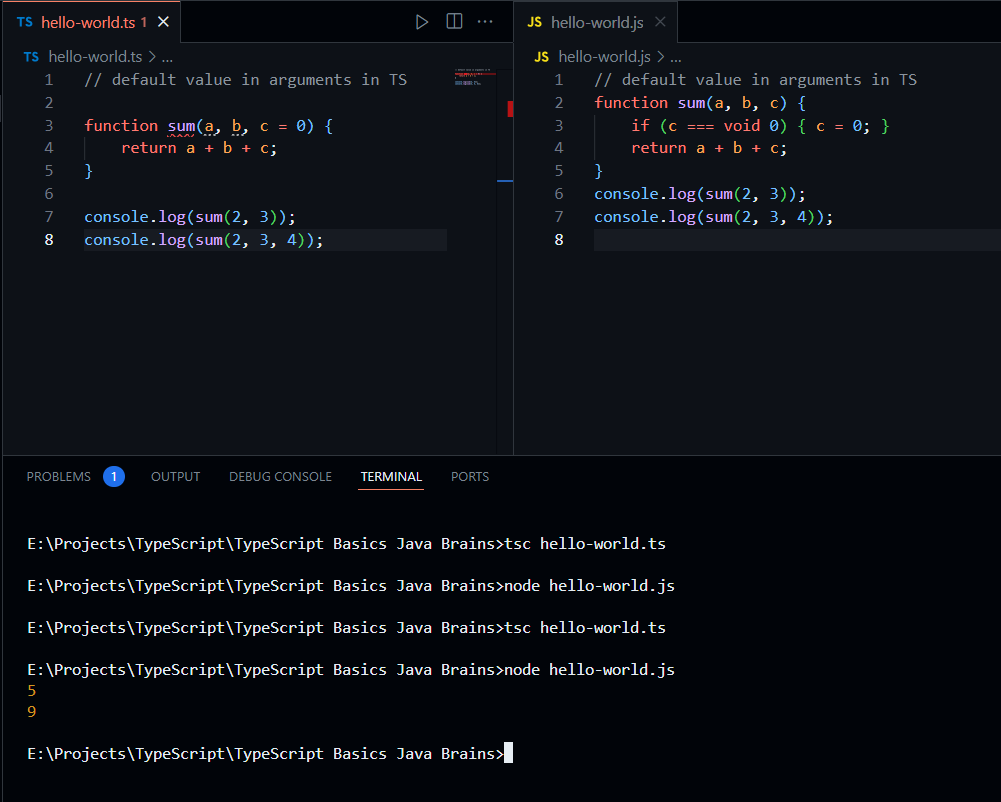 TS hello-world.ts 1
TS hello-world.ts > ...
1 // default value in arguments in TS
2
3 function sum(a, b, c = 0) {
4     return a + b + c;
5 }
6
7 console.log(sum(2, 3));
8 console.log(sum(2, 3, 4));
JS hello-world.js
JS hello-world.js > ...
1 // default value in arguments in TS
2 function sum(a, b, c) {
3     if (c === void 0) { c = 0; }
4     return a + b + c;
5 }
6 console.log(sum(2, 3));
7 console.log(sum(2, 3, 4));
8
PROBLEMS 1 OUTPUT DEBUG CONSOLE TERMINAL PORTS
E:\Projects\TypeScript\TypeScript Basics Java Brains>tsc hello-world.ts
E:\Projects\TypeScript\TypeScript Basics Java Brains>node hello-world.js
E:\Projects\TypeScript\TypeScript Basics Java Brains>tsc hello-world.ts
E:\Projects\TypeScript\TypeScript Basics Java Brains>node hello-world.js
5
9
E:\Projects\TypeScript\TypeScript Basics Java Brains>